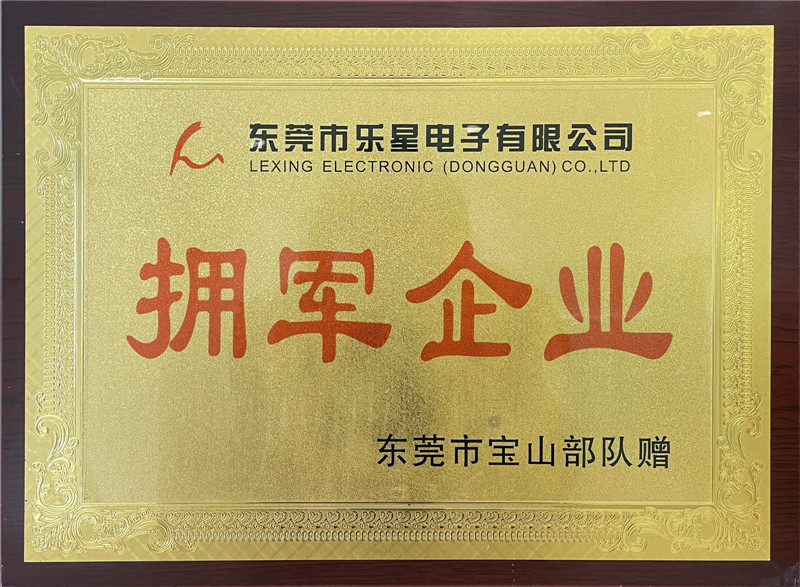 东莞市乐星电子有限公司
LEXING ELECTRONIC (DONGGUAN) CO.,LTD
拥军企业
东莞市宝山部队赠